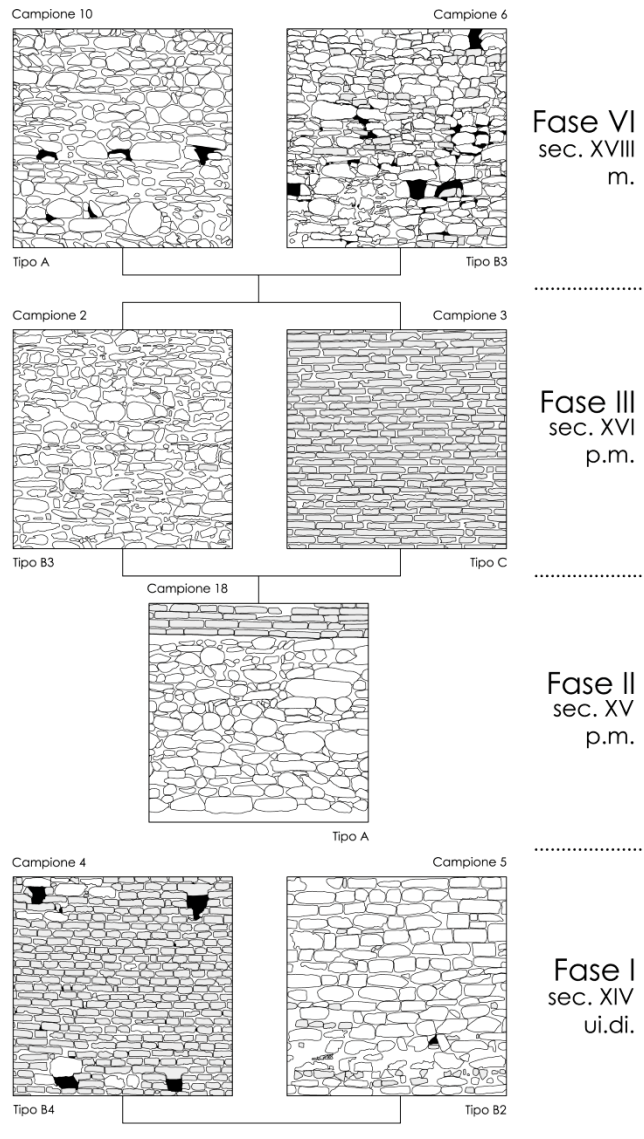 Campione 10
Campione 6
Fase VI
sec. XVIII
m.
Tipo A
Tipo B3
Campione 2
Campione 3
Fase III
sec. XVI
p.m.
Tipo B3
Tipo C
Campione 18
Fase II
sec. XV
p.m.
Tipo A
Campione 4
Campione 5
Fase I
sec. XIV
ui.di.
Tipo B4
Tipo B2